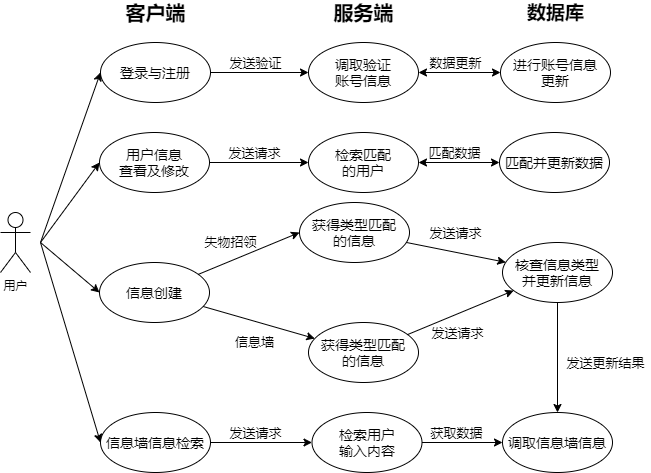 客户端
服务端
数据库
登录与注册
发送验证
调取验证
账号信息
数据更新
进行账号信息
更新
用户信息
查看及修改
发送请求
检索匹配
的用户
匹配数据
匹配并更新数据
用户
失物招领
获得类型匹配
的信息
发送请求
信息创建
核查信息类型
并更新信息
信息墙
获得类型匹配
的信息
发送请求
发送更新结果
信息墙信息检索
发送请求
检索用户
输入内容
获取数据
调取信息墙信息